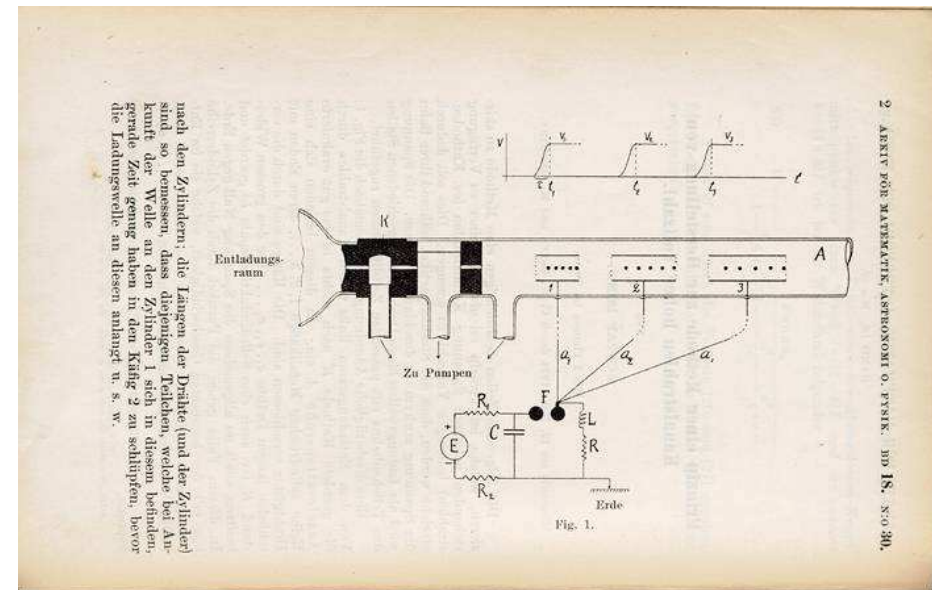 2 ARKIV FÖR MATEMATIK, ASTRONOMI O. FYSIK. BD 18. N:O 30.
V
V₁
V₂
V₃
τ
t₁
t₂
t₃
t
K
A
Entladungs-
raum
1
2
3
Zu Pumpen
a₁
a₂
F
R₁
C
L
E
R
+
−
R₂
Erde
Fig. 1.
nach den Zylindern; die Längen der Drähte (und der Zylinder)
sind so bemessen, dass diejenigen Teilchen, welche bei An-
kunft der Welle an den Zylinder 1 sich in diesem befinden,
gerade Zeit genug haben in den Käfig 2 zu schlüpfen, bevor
die Ladungswelle an diesen anlangt u. s. w.